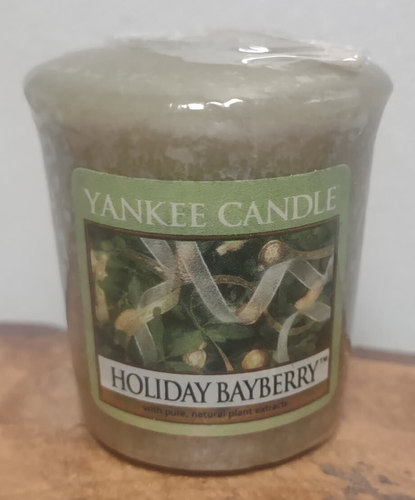 YANKEE CANDLE
HOLIDAY BAYBERRY™
with pure, natural plant extracts